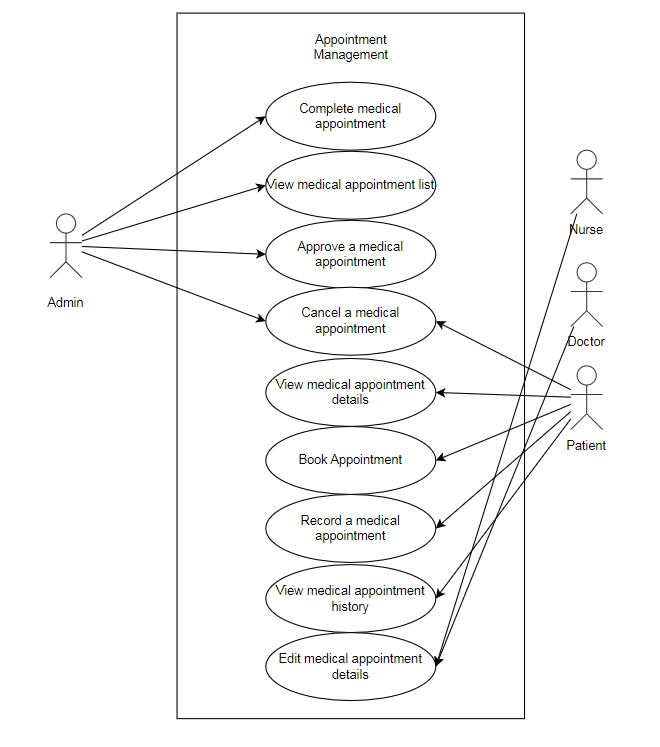 Appointment
Management
Complete medical
appointment
View medical appointment list
Nurse
Approve a medical
appointment
Admin
Cancel a medical
appointment
Doctor
View medical appointment
details
Patient
Book Appointment
Record a medical
appointment
View medical appointment
history
Edit medical appointment
details